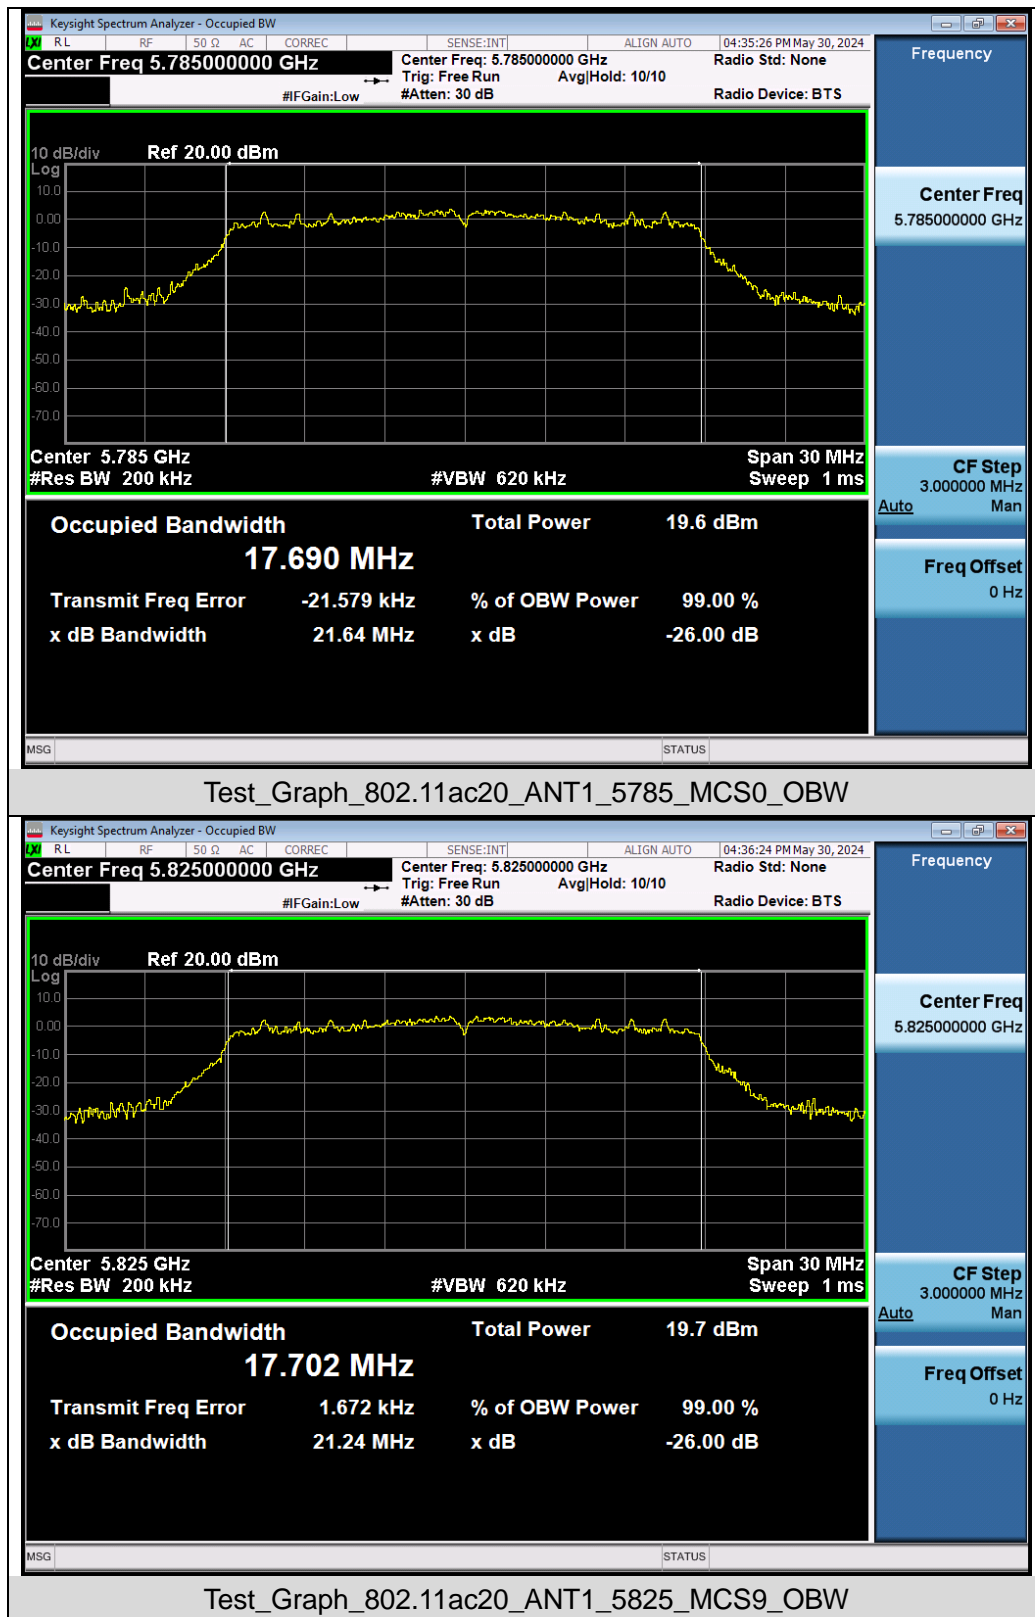 Keysight Spectrum Analyzer - Occupied BW
LXI RL RF 50 Ω AC CORREC SENSE:INT ALIGN AUTO 04:35:26 PM May 30, 2024
Center Freq 5.785000000 GHz
Center Freq: 5.785000000 GHz
Radio Std: None
Trig: Free Run Avg|Hold: 10/10
#IFGain:Low
#Atten: 30 dB
Radio Device: BTS
Frequency
10 dB/div Ref 20.00 dBm
Log
10.0
0.00
-10.0
-20.0
-30.0
-40.0
-50.0
-60.0
-70.0
Center 5.785 GHz Span 30 MHz
#Res BW 200 kHz #VBW 620 kHz Sweep 1 ms
Center Freq
5.785000000 GHz
CF Step
3.000000 MHz
Auto Man
Freq Offset
0 Hz
Occupied Bandwidth Total Power 19.6 dBm
17.690 MHz
Transmit Freq Error -21.579 kHz % of OBW Power 99.00 %
x dB Bandwidth 21.64 MHz x dB -26.00 dB
MSG STATUS
Test_Graph_802.11ac20_ANT1_5785_MCS0_OBW
Keysight Spectrum Analyzer - Occupied BW
LXI RL RF 50 Ω AC CORREC SENSE:INT ALIGN AUTO 04:36:24 PM May 30, 2024
Center Freq 5.825000000 GHz
Center Freq: 5.825000000 GHz
Radio Std: None
Trig: Free Run Avg|Hold: 10/10
#IFGain:Low
#Atten: 30 dB
Radio Device: BTS
Frequency
10 dB/div Ref 20.00 dBm
Log
10.0
0.00
-10.0
-20.0
-30.0
-40.0
-50.0
-60.0
-70.0
Center 5.825 GHz Span 30 MHz
#Res BW 200 kHz #VBW 620 kHz Sweep 1 ms
Center Freq
5.825000000 GHz
CF Step
3.000000 MHz
Auto Man
Freq Offset
0 Hz
Occupied Bandwidth Total Power 19.7 dBm
17.702 MHz
Transmit Freq Error 1.672 kHz % of OBW Power 99.00 %
x dB Bandwidth 21.24 MHz x dB -26.00 dB
MSG STATUS
Test_Graph_802.11ac20_ANT1_5825_MCS9_OBW